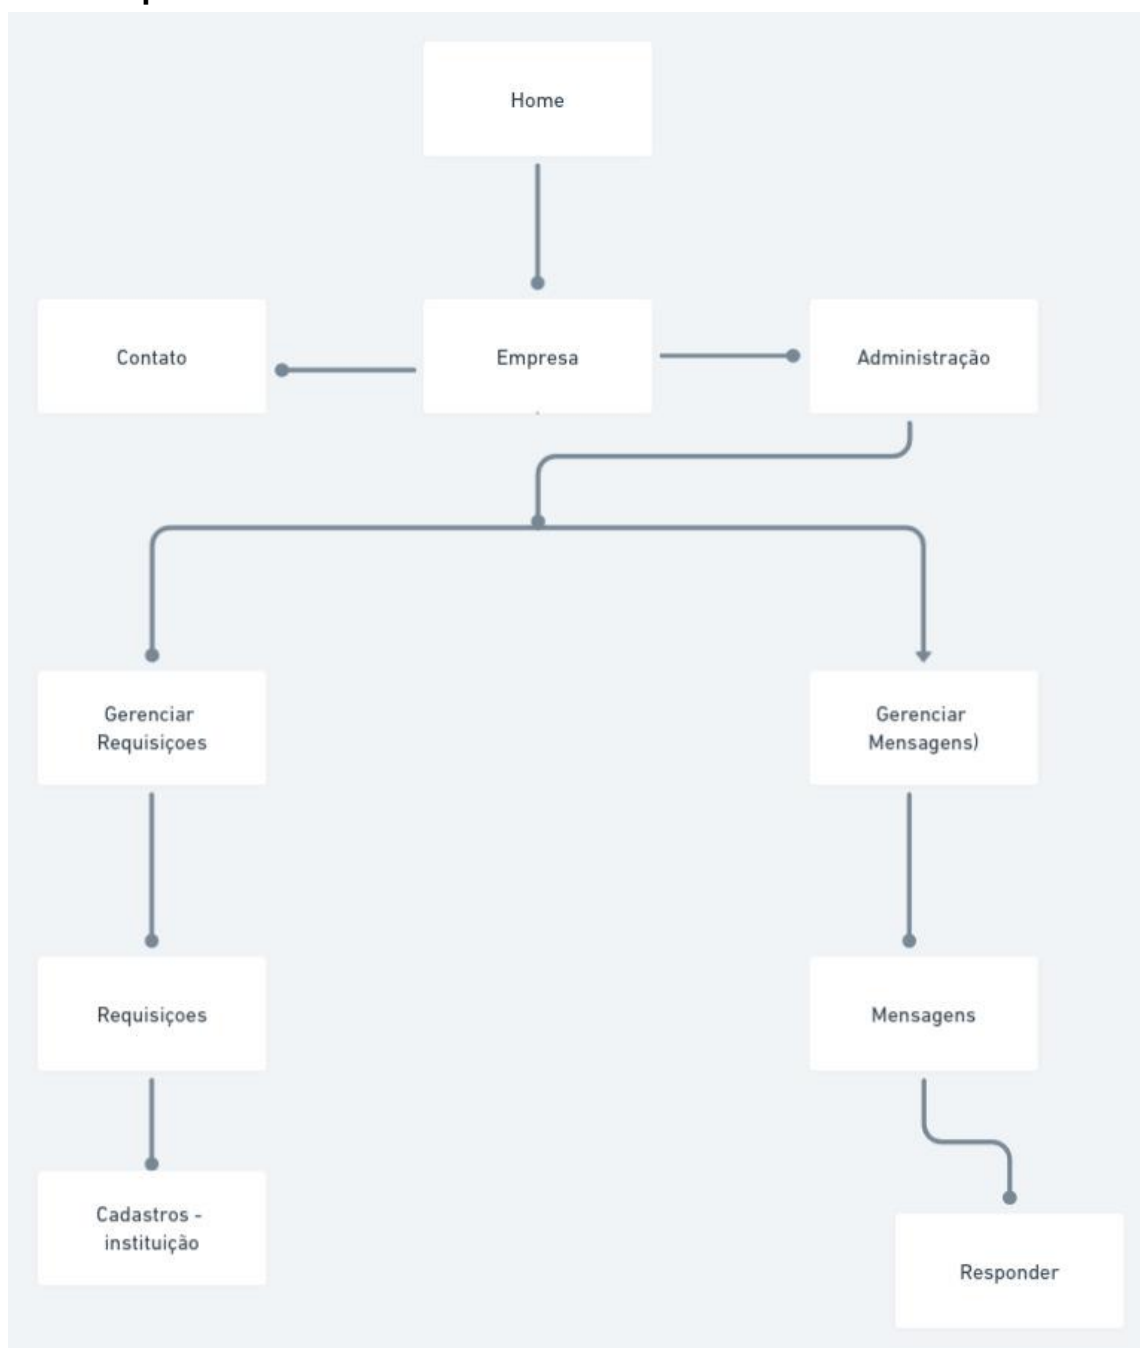 Home
Contato
Empresa
Administração
Gerenciar
Requisiçoes
Gerenciar
Mensagens)
Requisiçoes
Mensagens
Cadastros -
instituição
Responder